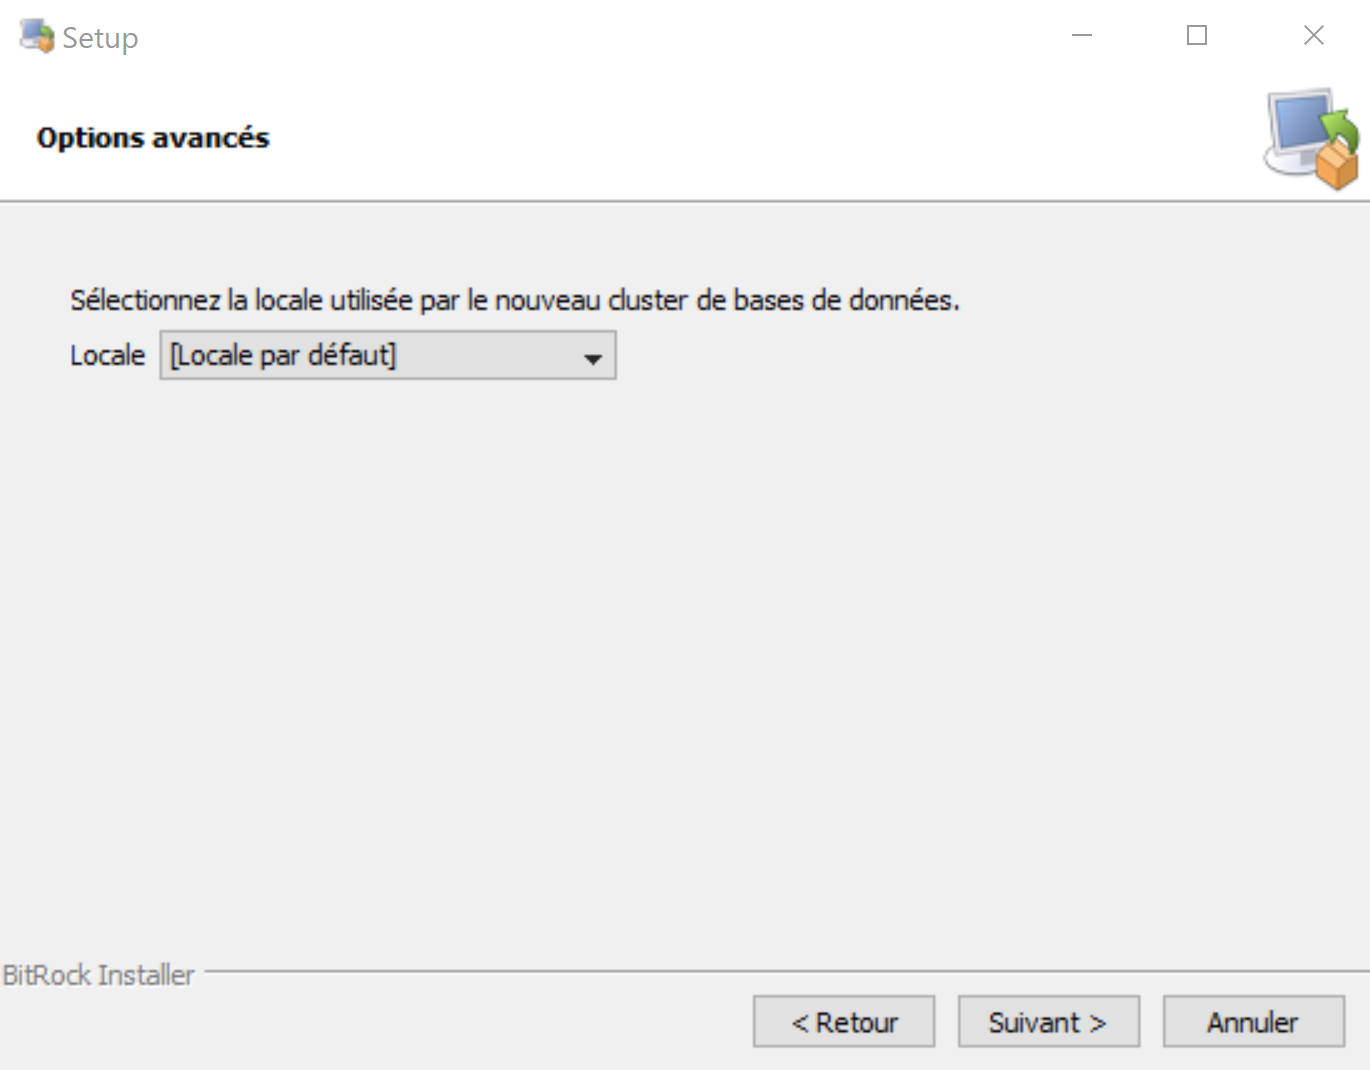 Setup
Options avancés
Sélectionnez la locale utilisée par le nouveau cluster de bases de données.
Locale [Locale par défaut]
BitRock Installer
< Retour Suivant > Annuler